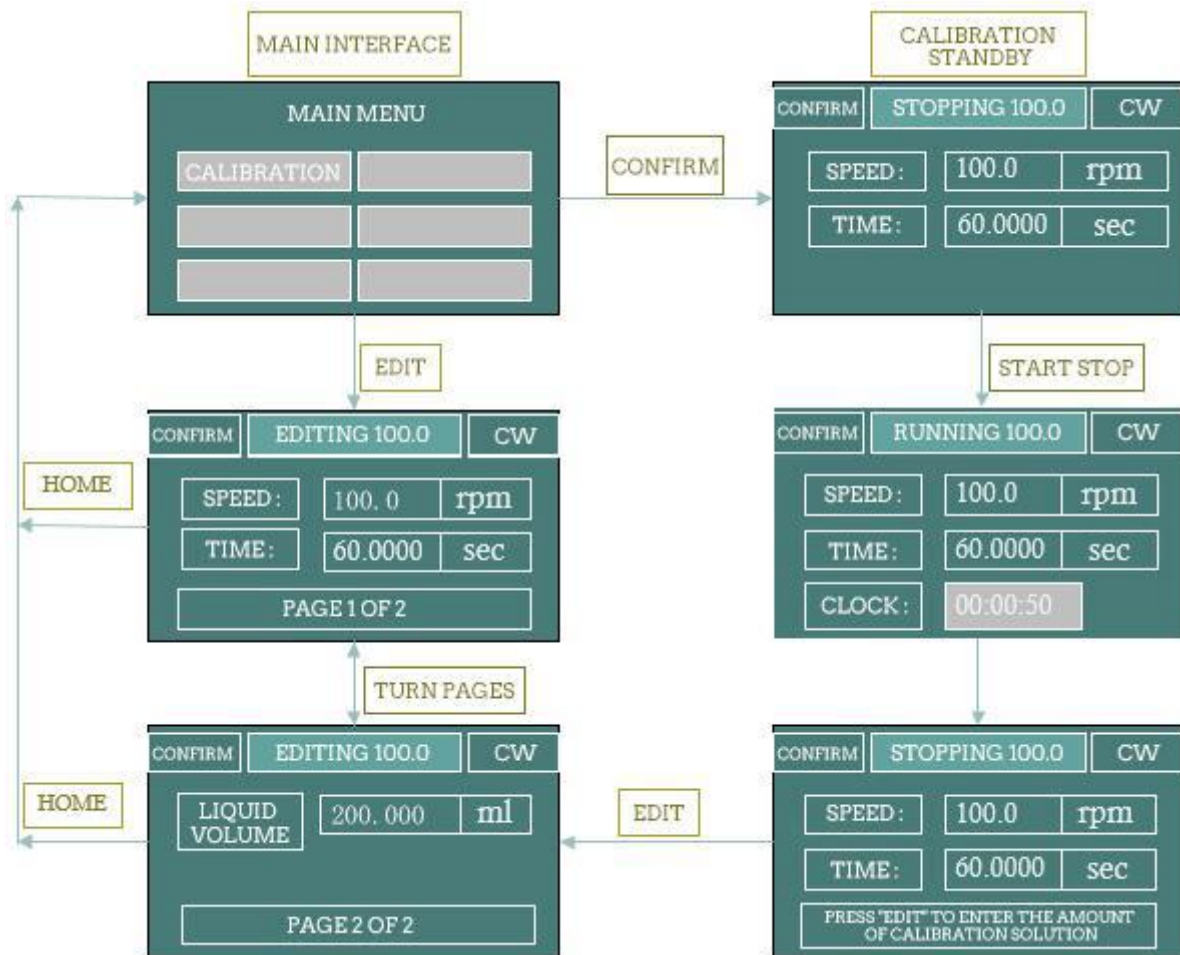 MAIN INTERFACE
MAIN MENU
CALIBRATION
CONFIRM
CALIBRATION
STANDBY
CONFIRM STOPPING 100.0 CW
SPEED: 100.0 rpm
TIME: 60.0000 sec
EDIT
START STOP
CONFIRM EDITING 100.0 CW
SPEED: 100.0 rpm
TIME: 60.0000 sec
PAGE 1 OF 2
HOME
CONFIRM RUNNING 100.0 CW
SPEED: 100.0 rpm
TIME: 60.0000 sec
CLOCK: 00:00:50
TURN PAGES
CONFIRM EDITING 100.0 CW
LIQUID
VOLUME
200.000 ml
PAGE 2 OF 2
HOME
EDIT
CONFIRM STOPPING 100.0 CW
SPEED: 100.0 rpm
TIME: 60.0000 sec
PRESS "EDIT" TO ENTER THE AMOUNT
OF CALIBRATION SOLUTION